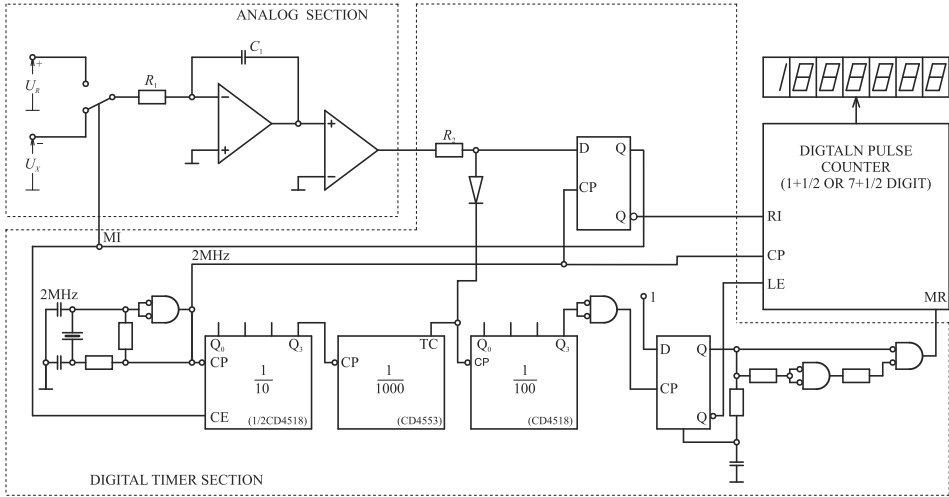 ANALOG SECTION
C1
+
UR
R1
−
+
−
UX
+
−
R2
D
Q
CP
Q
DIGTALN PULSE
COUNTER
(1+1/2 OR 7+1/2 DIGIT)
RI
CP
LE
MR
MI
2MHz
2MHz
1
Q0
Q3
CP
1
10
CE
(1/2CD4518)
TC
CP
1
1000
(CD4553)
Q0
Q3
CP
1
100
(CD4518)
D
Q
CP
Q
DIGITAL TIMER SECTION